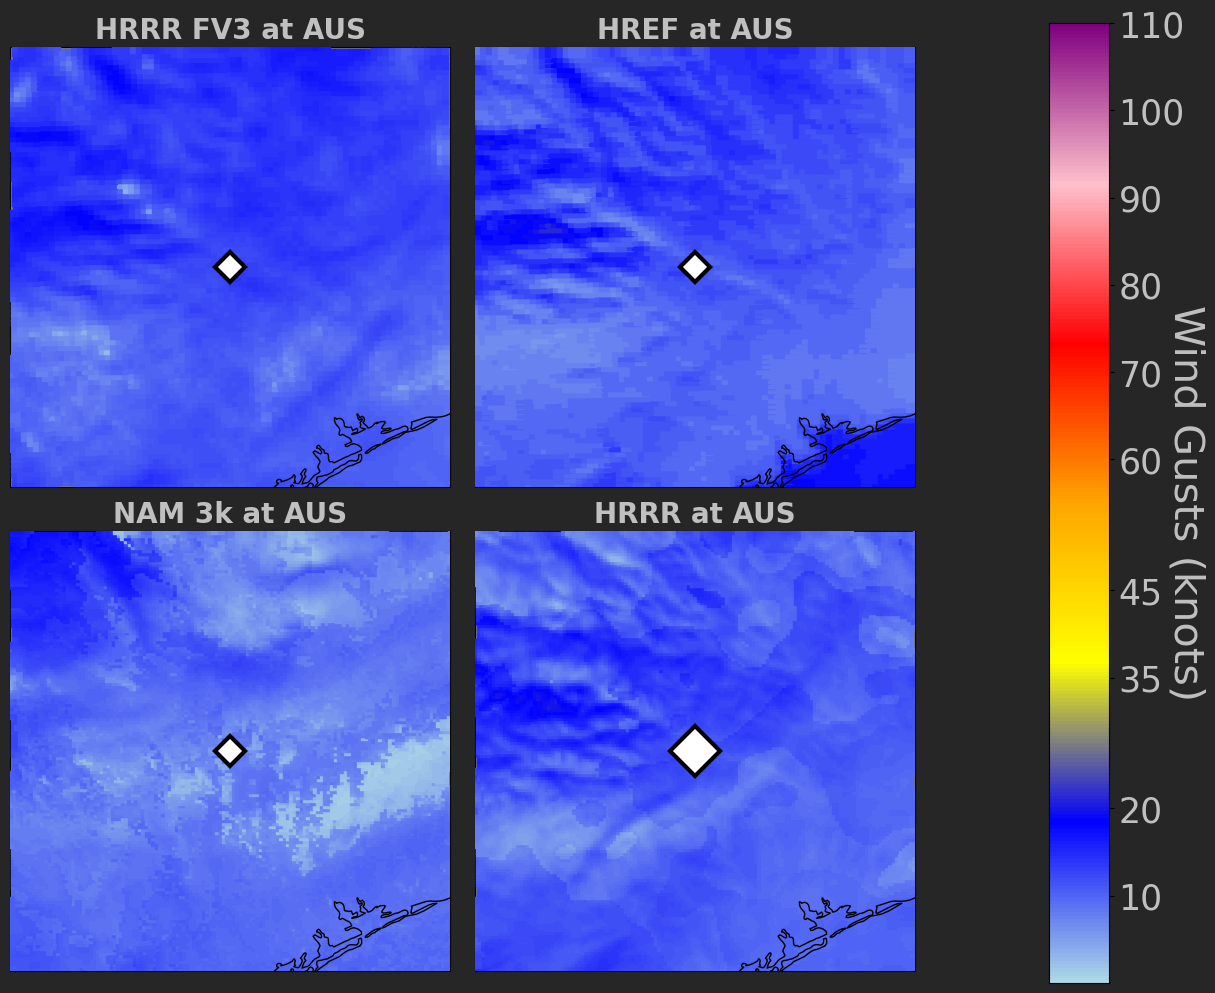 HRRR FV3 at AUS
HREF at AUS
NAM 3k at AUS
HRRR at AUS
110
100
90
80
70
60
45
35
20
10
Wind Gusts (knots)